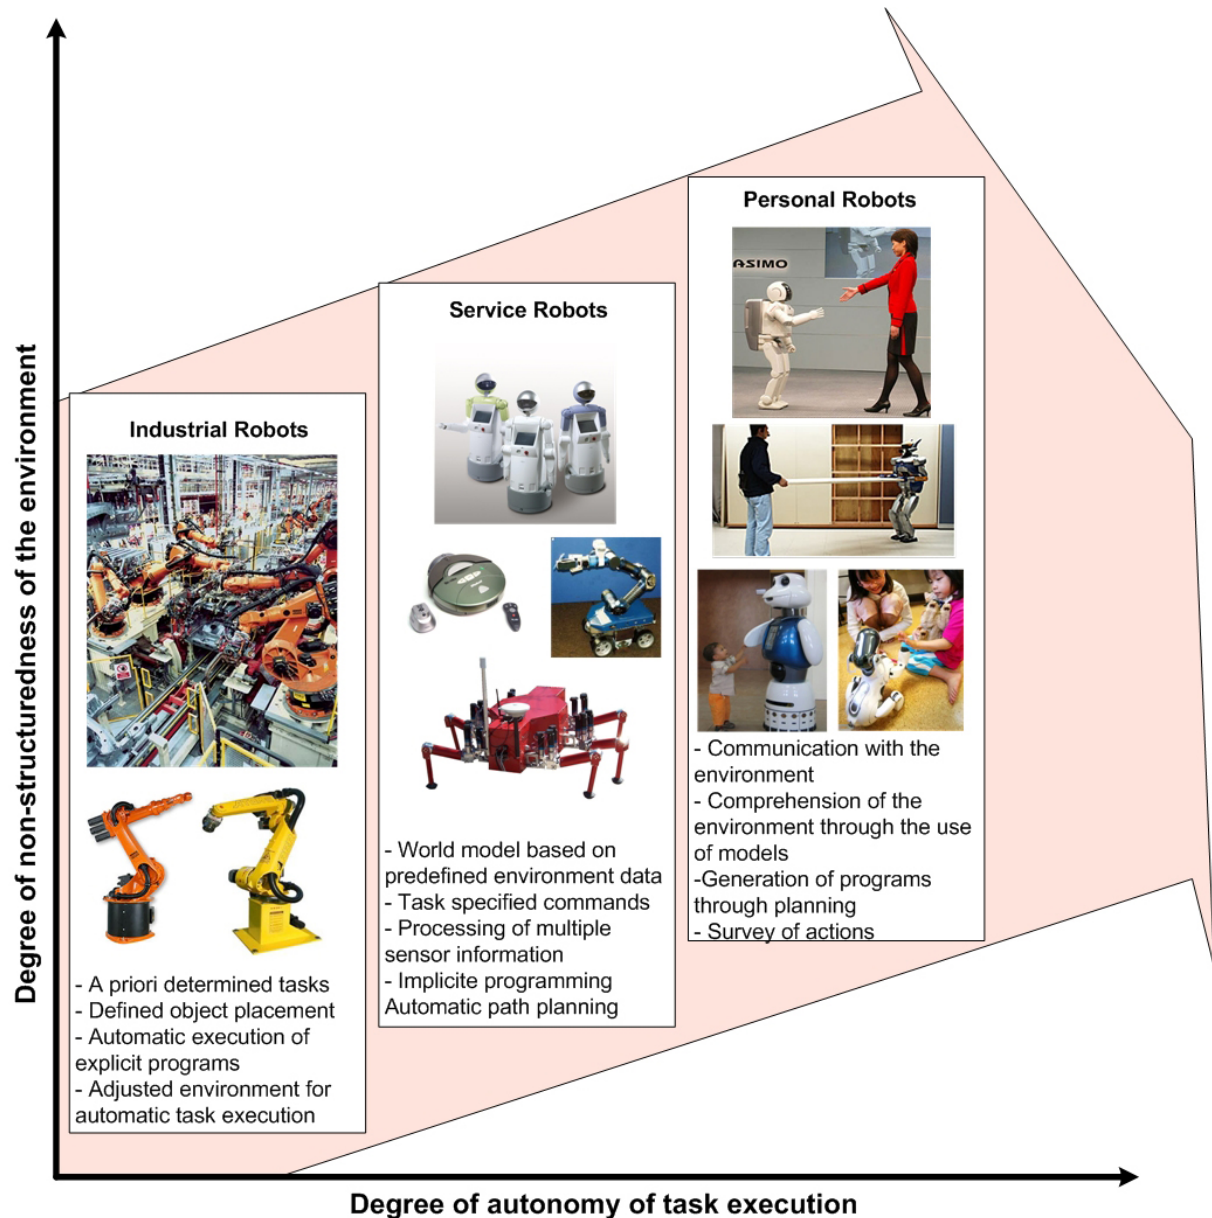 Degree of non-structuredness of the environment
Personal Robots
ASIMO
- Communication with the
environment
- Comprehension of the
environment through the use
of models
-Generation of programs
through planning
- Survey of actions
Service Robots
- World model based on
predefined environment data
- Task specified commands
- Processing of multiple
sensor information
- Implicite programming
Automatic path planning
Industrial Robots
- A priori determined tasks
- Defined object placement
- Automatic execution of
explicit programs
- Adjusted environment for
automatic task execution
Degree of autonomy of task execution